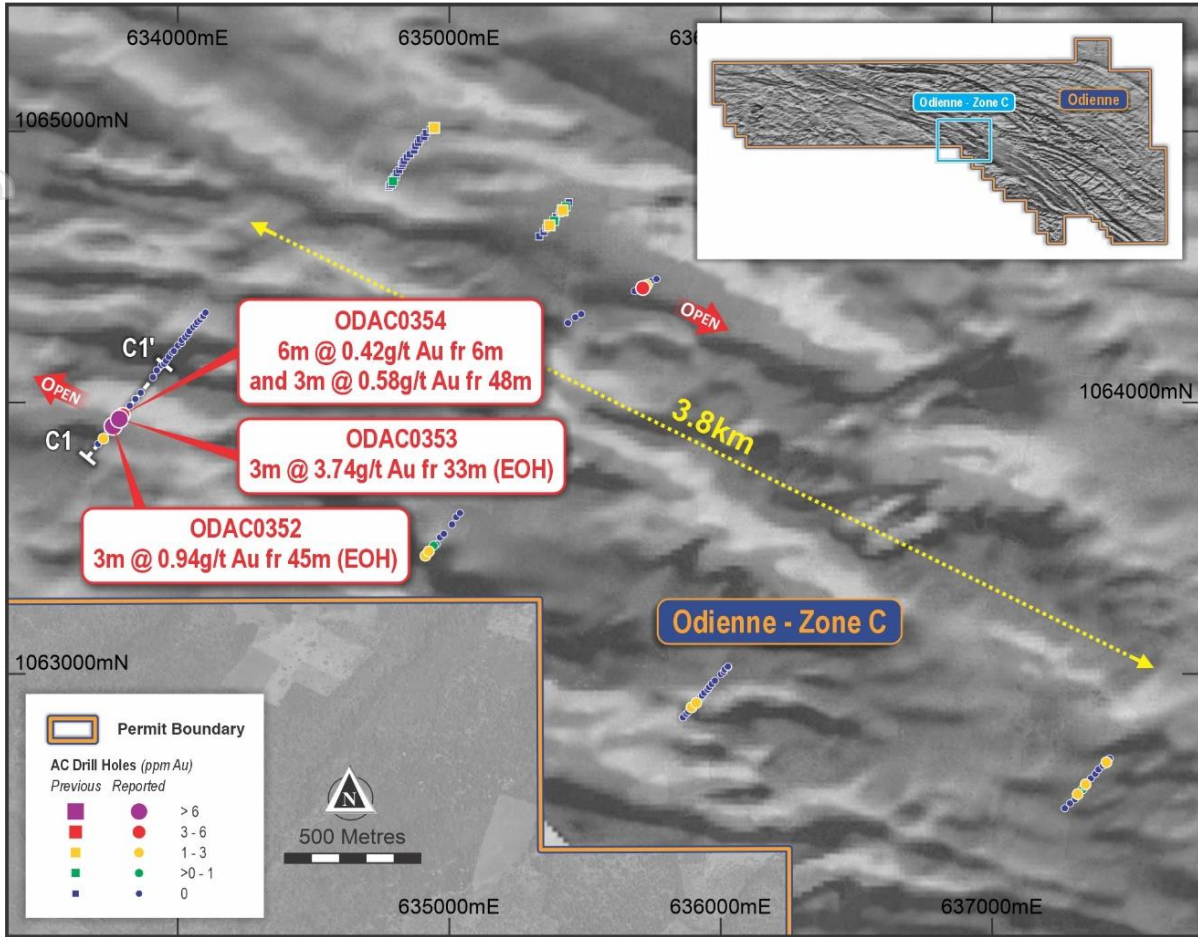 634000mE
635000mE
636
1065000mN
Odienne - Zone C
Odienne
OPEN
C1'
ODAC0354
6m @ 0.42g/t Au fr 6m
and 3m @ 0.58g/t Au fr 48m
OPEN
1064000mN
C1
ODAC0353
3m @ 3.74g/t Au fr 33m (EOH)
3.8km
ODAC0352
3m @ 0.94g/t Au fr 45m (EOH)
Odienne - Zone C
1063000mN
Permit Boundary
AC Drill Holes (ppm Au)
Previous Reported
> 6
3 - 6
1 - 3
>0 - 1
0
N
500 Metres
635000mE
636000mE
637000mE